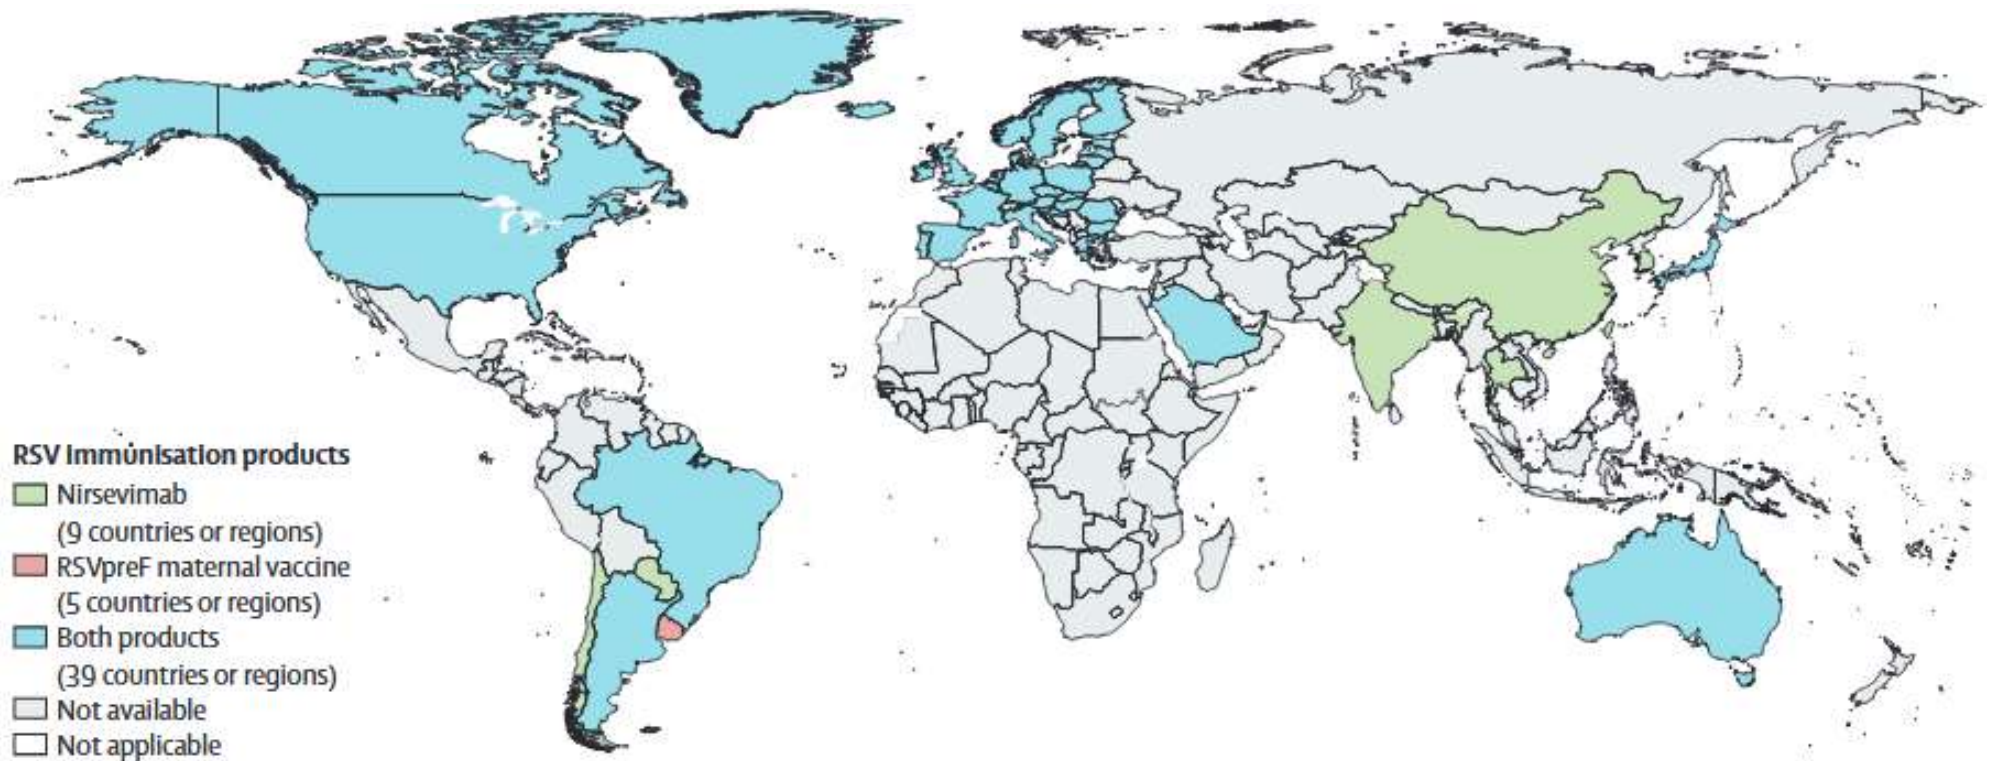 RSV immunisation products
Nirsevimab
(9 countries or regions)
RSVpreF maternal vaccine
(5 countries or regions)
Both products
(39 countries or regions)
Not available
Not applicable